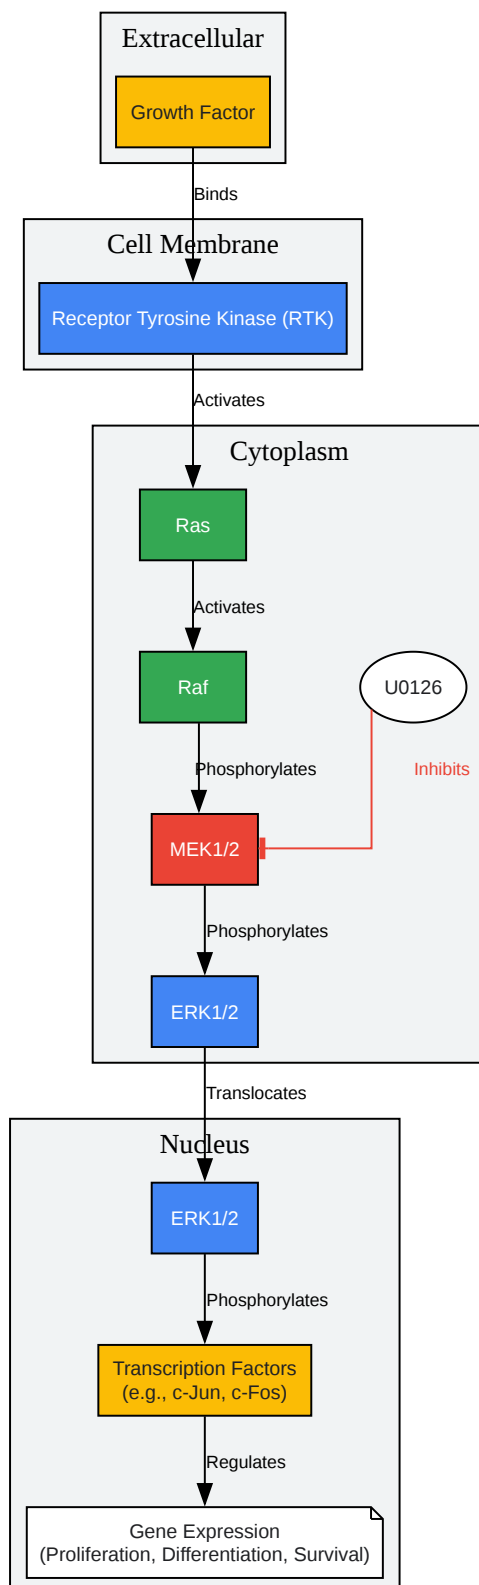 Extracellular
Growth Factor
Binds
Cell Membrane
Receptor Tyrosine Kinase (RTK)
Activates
Cytoplasm
Ras
Activates
Raf
U0126
Phosphorylates
Inhibits
MEK1/2
Phosphorylates
ERK1/2
Translocates
Nucleus
ERK1/2
Phosphorylates
Transcription Factors
(e.g., c-Jun, c-Fos)
Regulates
Gene Expression
(Proliferation, Differentiation, Survival)